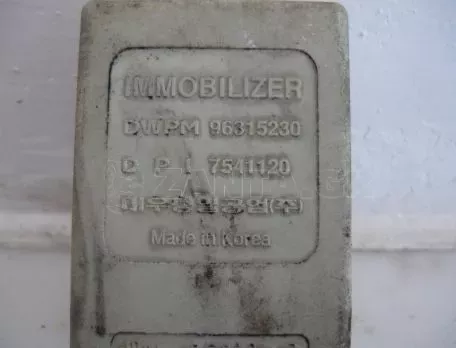 IMMOBILIZER
DWPM 96315230
D P I 7541120
대우정밀공업(주)
Made in Korea